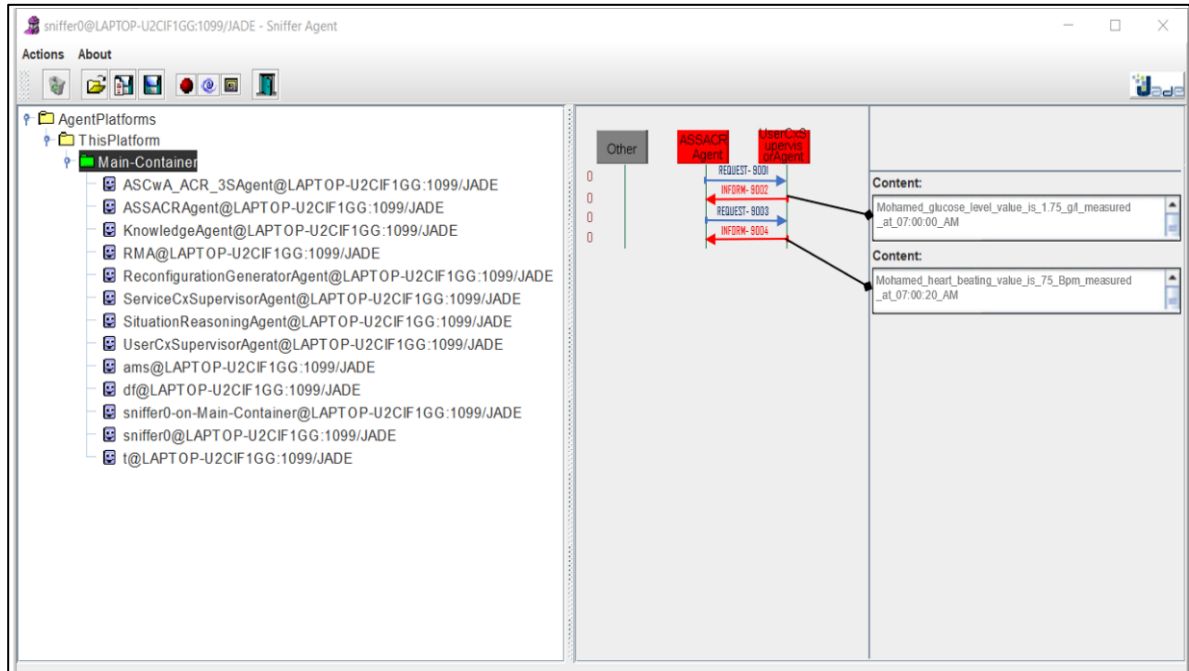 sniffer0@LAPTOP-U2CIF1GG:1099/JADE - Sniffer Agent
Actions About
Jade
AgentPlatforms
ThisPlatform
Main-Container
ASCwA_ACR_3SAgent@LAPTOP-U2CIF1GG:1099/JADE
ASSACRAgent@LAPTOP-U2CIF1GG:1099/JADE
KnowledgeAgent@LAPTOP-U2CIF1GG:1099/JADE
RMA@LAPTOP-U2CIF1GG:1099/JADE
ReconfigurationGeneratorAgent@LAPTOP-U2CIF1GG:1099/JADE
ServiceCxSupervisorAgent@LAPTOP-U2CIF1GG:1099/JADE
SituationReasoningAgent@LAPTOP-U2CIF1GG:1099/JADE
UserCxSupervisorAgent@LAPTOP-U2CIF1GG:1099/JADE
ams@LAPTOP-U2CIF1GG:1099/JADE
df@LAPTOP-U2CIF1GG:1099/JADE
sniffer0-on-Main-Container@LAPTOP-U2CIF1GG:1099/JADE
sniffer0@LAPTOP-U2CIF1GG:1099/JADE
t@LAPTOP-U2CIF1GG:1099/JADE
Other
ASSACR
Agent
UserCxS
upervis
orAgent
0
REQUEST- 9001
0
INFORM- 9002
0
REQUEST- 9003
0
INFORM- 9004
Content:
Mohamed_glucose_level_value_is_1.75_g/l_measured
_at_07:00:00_AM
Content:
Mohamed_heart_beating_value_is_75_Bpm_measured
_at_07:00:20_AM